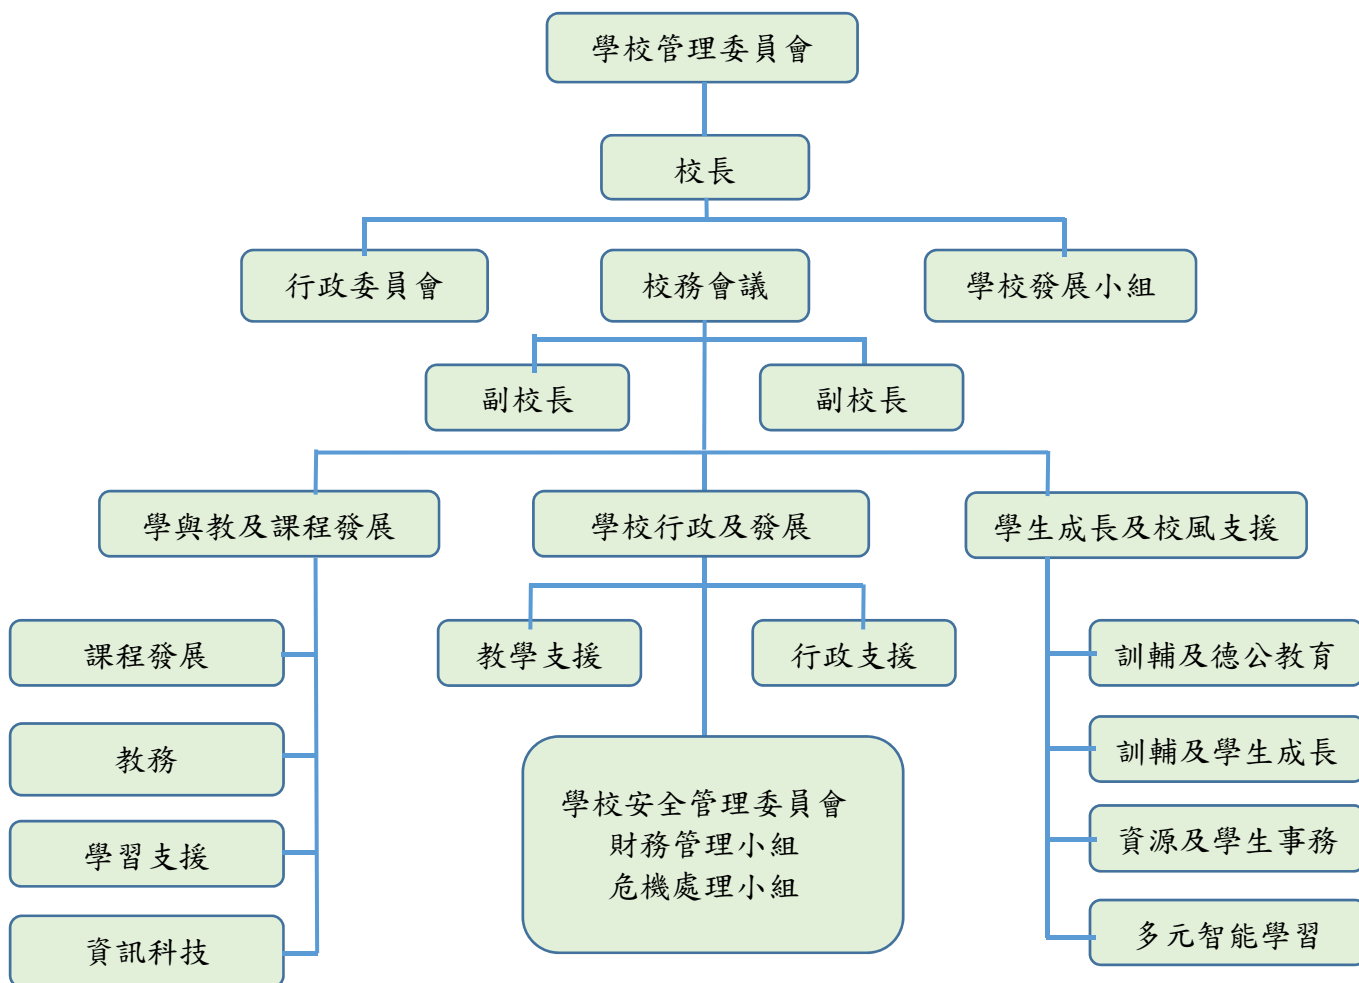 學校管理委員會
校長
行政委員會
校務會議
學校發展小組
副校長
副校長
學與教及課程發展
學校行政及發展
學生成長及校風支援
課程發展
教學支援
行政支援
訓輔及德公教育
教務
訓輔及學生成長
學校安全管理委員會
財務管理小組
危機處理小組
學習支援
資源及學生事務
資訊科技
多元智能學習